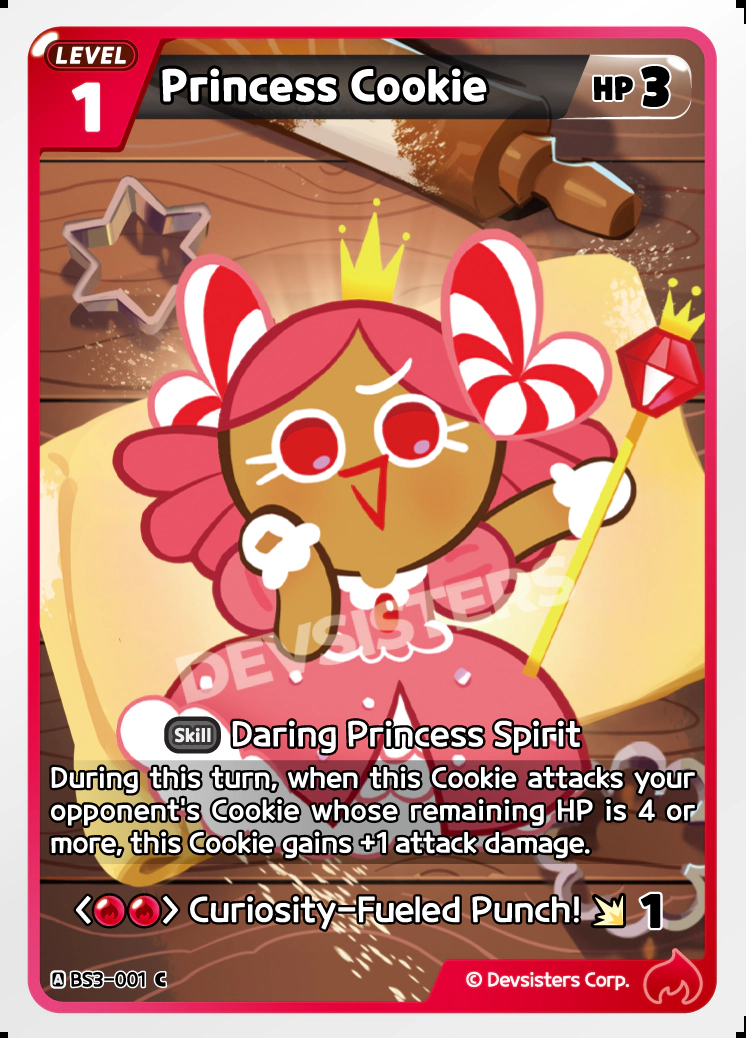 LEVEL
1
Princess Cookie
HP 3
DEVSISTERS
Skill Daring Princess Spirit
During this turn, when this Cookie attacks your
opponent's Cookie whose remaining HP is 4 or
more, this Cookie gains +1 attack damage.
< > Curiosity-Fueled Punch! 1
A BS3-001 C
© Devsisters Corp.